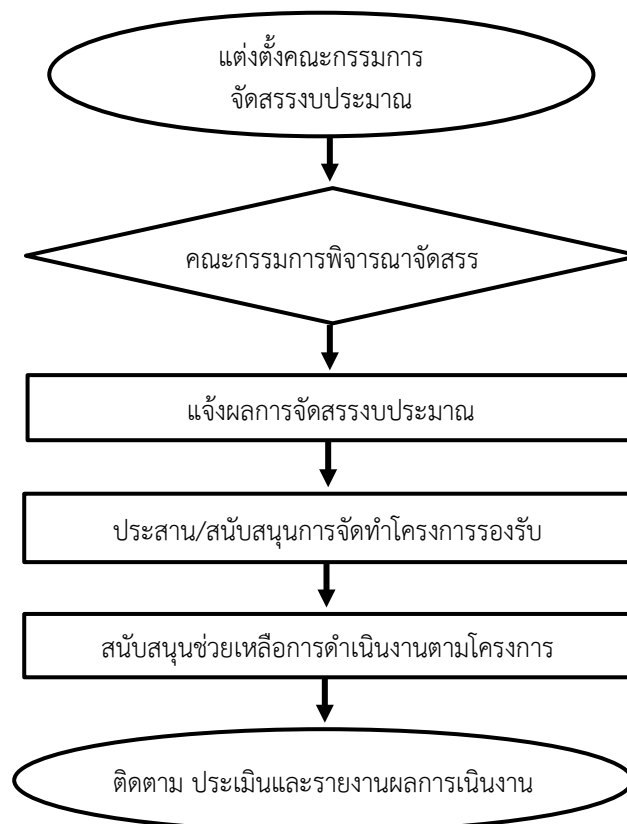 แต่งตั้งคณะกรรมการ
จัดสรรงบประมาณ
คณะกรรมการพิจารณาจัดสรร
แจ้งผลการจัดสรรงบประมาณ
ประสาน/สนับสนุนการจัดทำโครงการรองรับ
สนับสนุนช่วยเหลือการดำเนินงานตามโครงการ
ติดตาม ประเมินและรายงานผลการเนินงาน